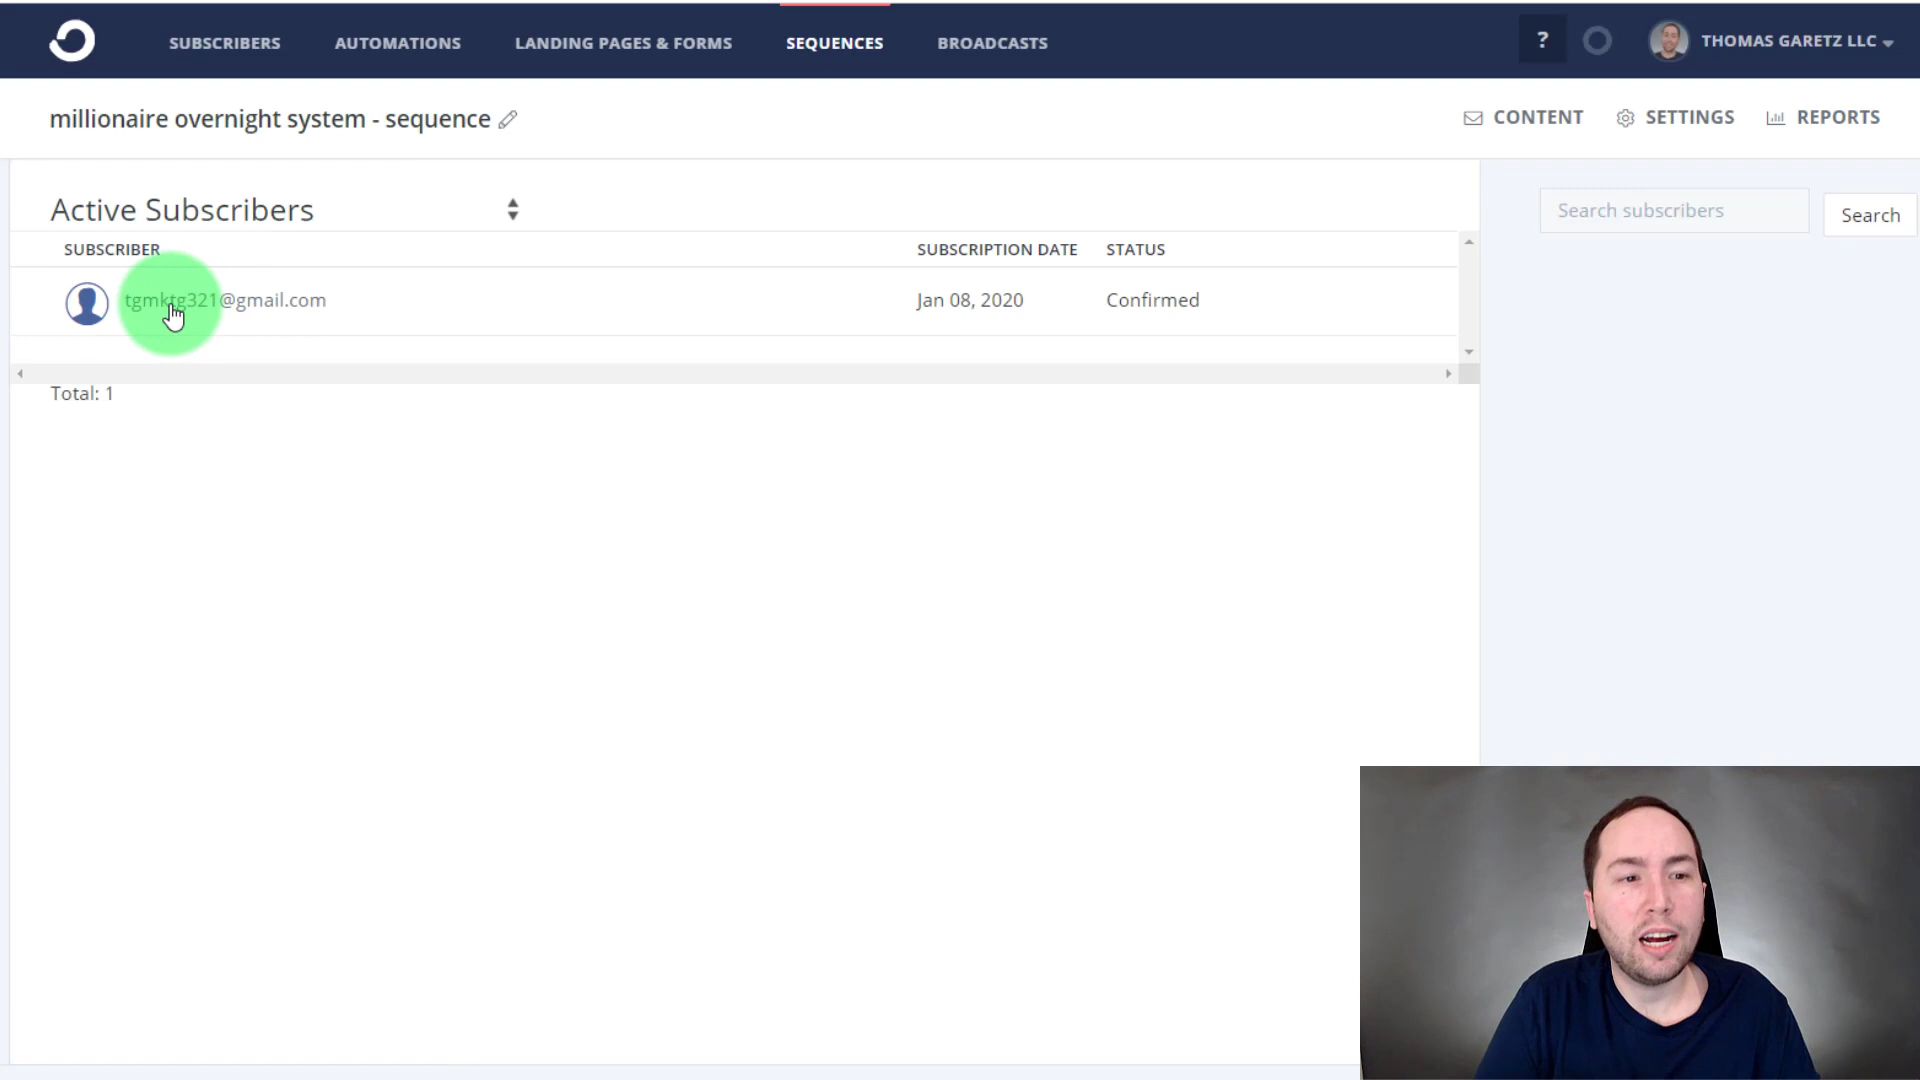 SUBSCRIBERS AUTOMATIONS LANDING PAGES & FORMS SEQUENCES BROADCASTS ? THOMAS GARETZ LLC
millionaire overnight system - sequence CONTENT SETTINGS REPORTS
Active Subscribers
Search subscribers Search
SUBSCRIBER SUBSCRIPTION DATE STATUS
tgmktg321@gmail.com Jan 08, 2020 Confirmed
Total: 1